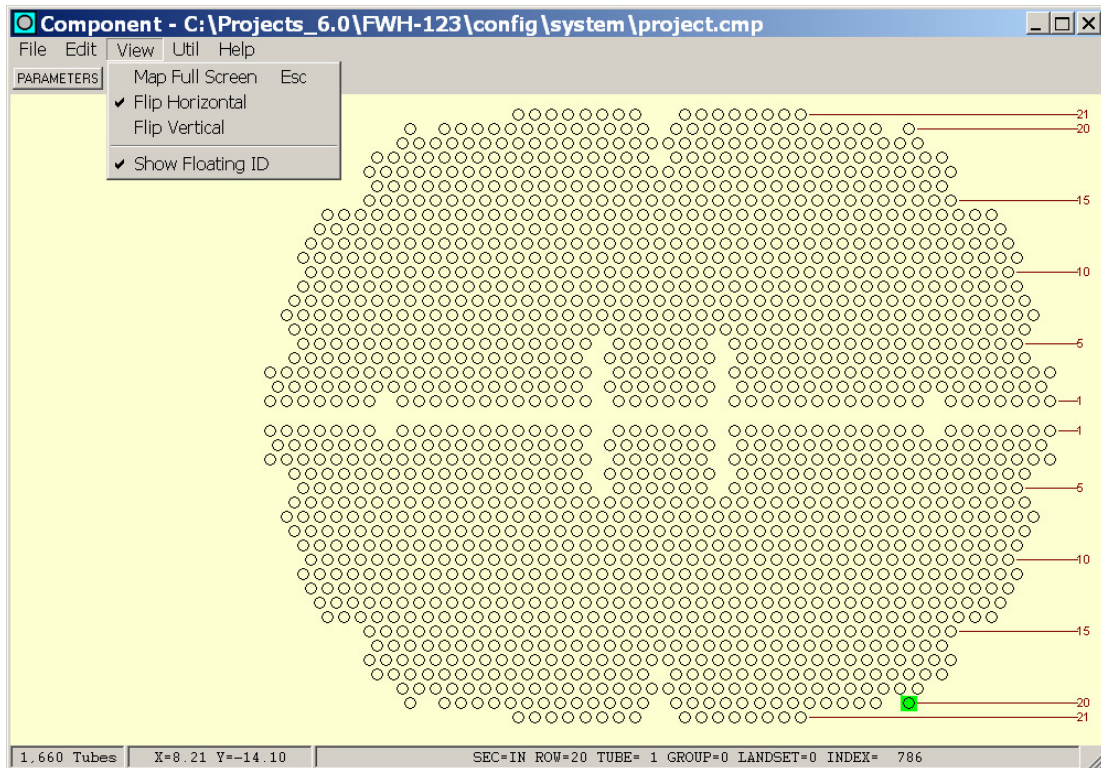 Component - C:\Projects_6.0\FWH-123\config\system\project.cmp
File Edit View Util Help
PARAMETERS
Map Full Screen Esc
Flip Horizontal
Flip Vertical
Show Floating ID
21
20
15
10
5
1
1
5
10
15
20
21
1,660 Tubes X=8.21 Y=-14.10 SEC=IN ROW=20 TUBE= 1 GROUP=0 LANDSET=0 INDEX= 786